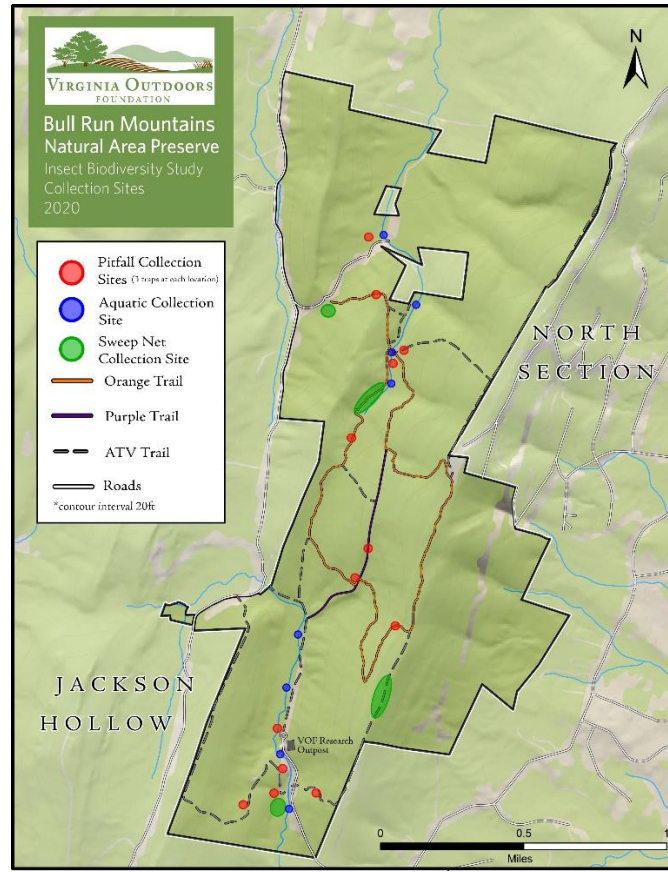 VIRGINIA OUTDOORS
FOUNDATION
Bull Run Mountains
Natural Area Preserve
Insect Biodiversity Study
Collection Sites
2020
N
Pitfall Collection
Sites (3 traps at each location)
Aquatic Collection
Site
Sweep Net
Collection Site
Orange Trail
Purple Trail
ATV Trail
Roads
*contour interval 20ft
NORTH
SECTION
JACKSON
HOLLOW
VOF Research
Outpost
0 0.5 1
Miles